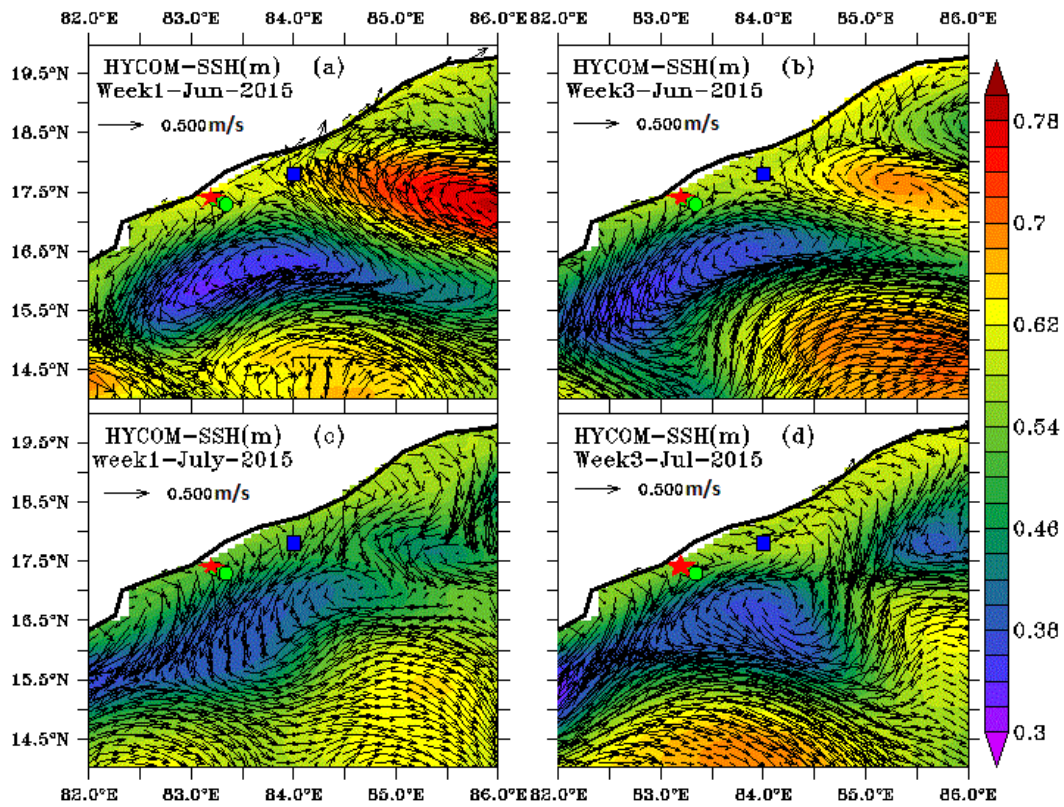 82.0°E 83.0°E 84.0°E 85.0°E 86.0°E 82.0°E 83.0°E 84.0°E 85.0°E 86.0°E
19.5°N
18.5°N
17.5°N
16.5°N
15.5°N
14.5°N
HYCOM-SSH(m) (a)
Week1-Jun-2015
0.500m/s
HYCOM-SSH(m) (b)
Week3-Jun-2015
0.500m/s
0.78
0.7
0.62
0.54
0.46
0.38
0.3
19.5°N
18.5°N
17.5°N
16.5°N
15.5°N
14.5°N
HYCOM-SSH(m) (c)
week1-July-2015
0.500m/s
HYCOM-SSH(m) (d)
Week3-Jul-2015
0.500m/s
82.0°E 83.0°E 84.0°E 85.0°E 86.0°E 82.0°E 83.0°E 84.0°E 85.0°E 86.0°E